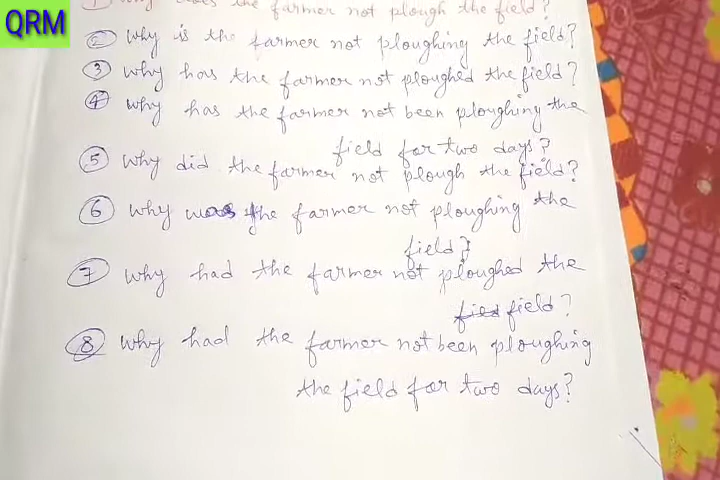 QRM
① Why does the farmer not plough the field?
② Why is the farmer not ploughing the field?
③ Why has the farmer not ploughed the field?
④ Why has the farmer not been ploughing the
field for two days?
⑤ Why did the farmer not plough the field?
⑥ Why was the farmer not ploughing the
field?
⑦ Why had the farmer not ploughed the
field?
⑧ Why had the farmer not been ploughing
the field for two days?